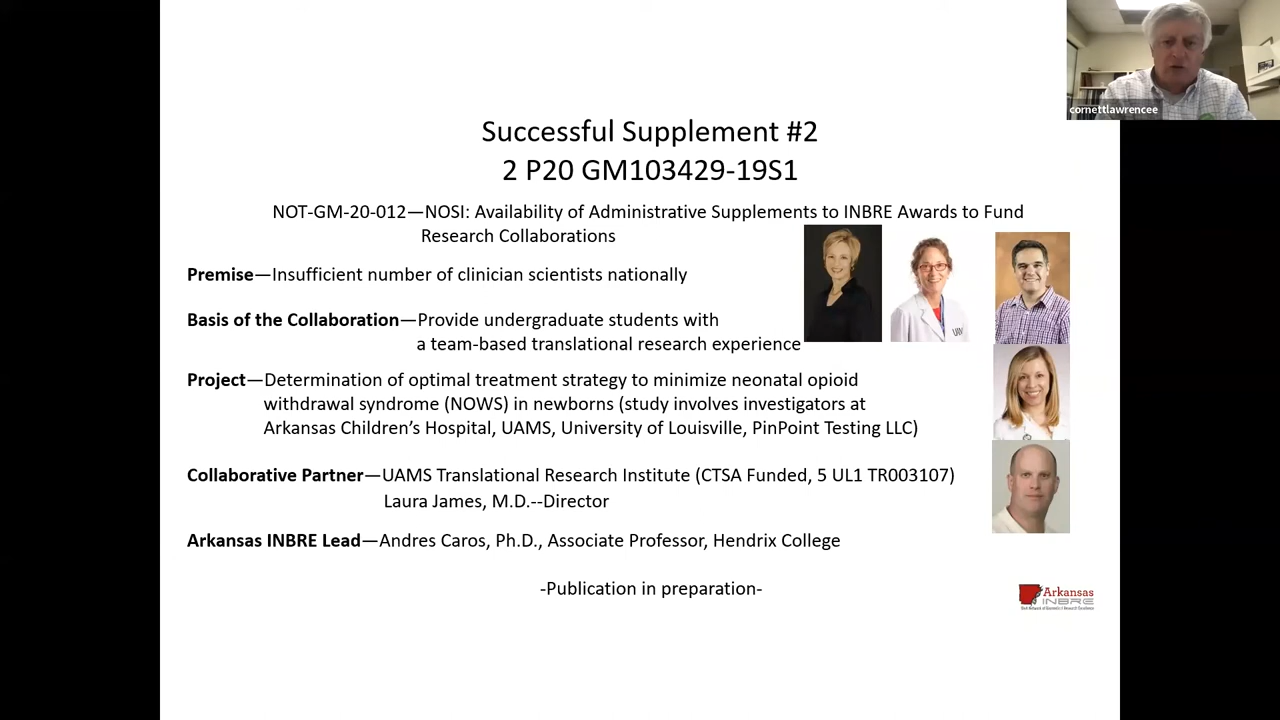 cornettlawrencee
Successful Supplement #2
2 P20 GM103429-19S1
NOT-GM-20-012—NOSI: Availability of Administrative Supplements to INBRE Awards to Fund
Research Collaborations
Premise—Insufficient number of clinician scientists nationally
Basis of the Collaboration—Provide undergraduate students with
a team-based translational research experience
Project—Determination of optimal treatment strategy to minimize neonatal opioid
withdrawal syndrome (NOWS) in newborns (study involves investigators at
Arkansas Children’s Hospital, UAMS, University of Louisville, PinPoint Testing LLC)
Collaborative Partner—UAMS Translational Research Institute (CTSA Funded, 5 UL1 TR003107)
Laura James, M.D.--Director
Arkansas INBRE Lead—Andres Caros, Ph.D., Associate Professor, Hendrix College
-Publication in preparation-
Arkansas
INBRE